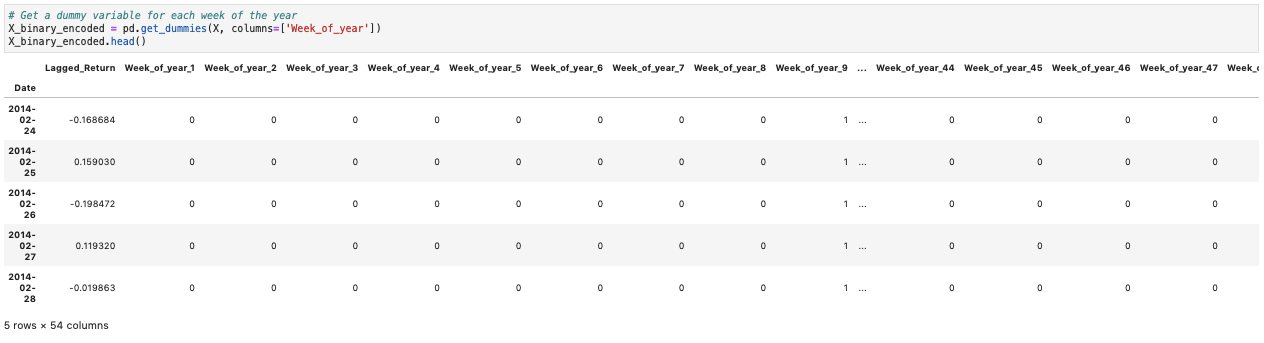 # Get a dummy variable for each week of the year
X_binary_encoded = pd.get_dummies(X, columns=['Week_of_year'])
X_binary_encoded.head()
Lagged_Return Week_of_year_1 Week_of_year_2 Week_of_year_3 Week_of_year_4 Week_of_year_5 Week_of_year_6 Week_of_year_7 Week_of_year_8 Week_of_year_9 ... Week_of_year_44 Week_of_year_45 Week_of_year_46 Week_of_year_47
Date
2014-
02-
24 -0.168684 0 0 0 0 0 0 0 0 1 ... 0 0 0 0
2014-
02-
25 0.159030 0 0 0 0 0 0 0 0 1 ... 0 0 0 0
2014-
02-
26 -0.198472 0 0 0 0 0 0 0 0 1 ... 0 0 0 0
2014-
02-
27 0.119320 0 0 0 0 0 0 0 0 1 ... 0 0 0 0
2014-
02-
28 -0.019863 0 0 0 0 0 0 0 0 1 ... 0 0 0 0
5 rows × 54 columns